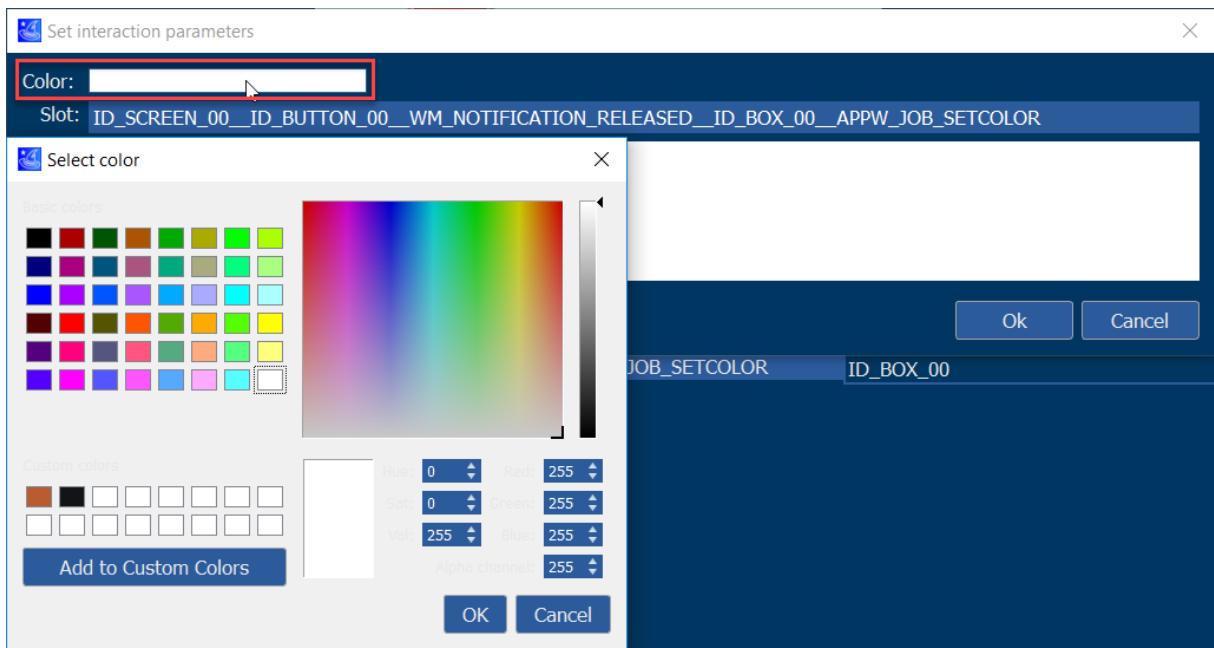 Set interaction parameters
Color:
Slot: ID_SCREEN_00__ID_BUTTON_00__WM_NOTIFICATION_RELEASED__ID_BOX_00__APPW_JOB_SETCOLOR
Select color
Basic colors
Ok Cancel
JOB_SETCOLOR ID_BOX_00
Custom colors
Hue: 0 Red: 255
Sat: 0 Green: 255
Val: 255 Blue: 255
Alpha channel: 255
Add to Custom Colors
OK Cancel